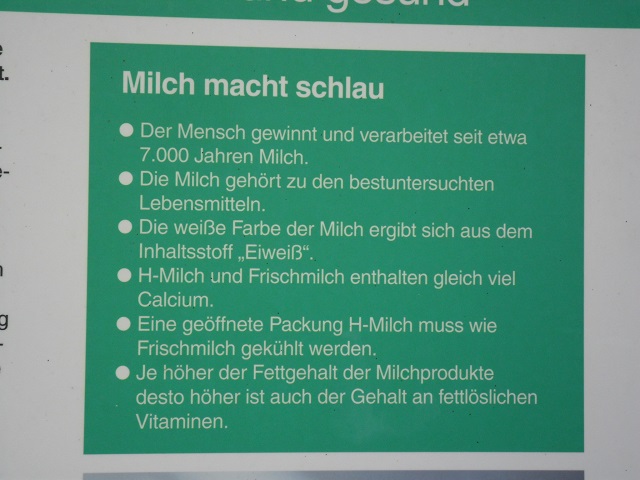 gesund
t.
Milch macht schlau
● Der Mensch gewinnt und verarbeitet seit etwa
7.000 Jahren Milch.
● Die Milch gehört zu den bestuntersuchten
Lebensmitteln.
● Die weiße Farbe der Milch ergibt sich aus dem
Inhaltsstoff „Eiweiß“.
● H-Milch und Frischmilch enthalten gleich viel
Calcium.
● Eine geöffnete Packung H-Milch muss wie
Frischmilch gekühlt werden.
● Je höher der Fettgehalt der Milchprodukte
desto höher ist auch der Gehalt an fettlöslichen
Vitaminen.